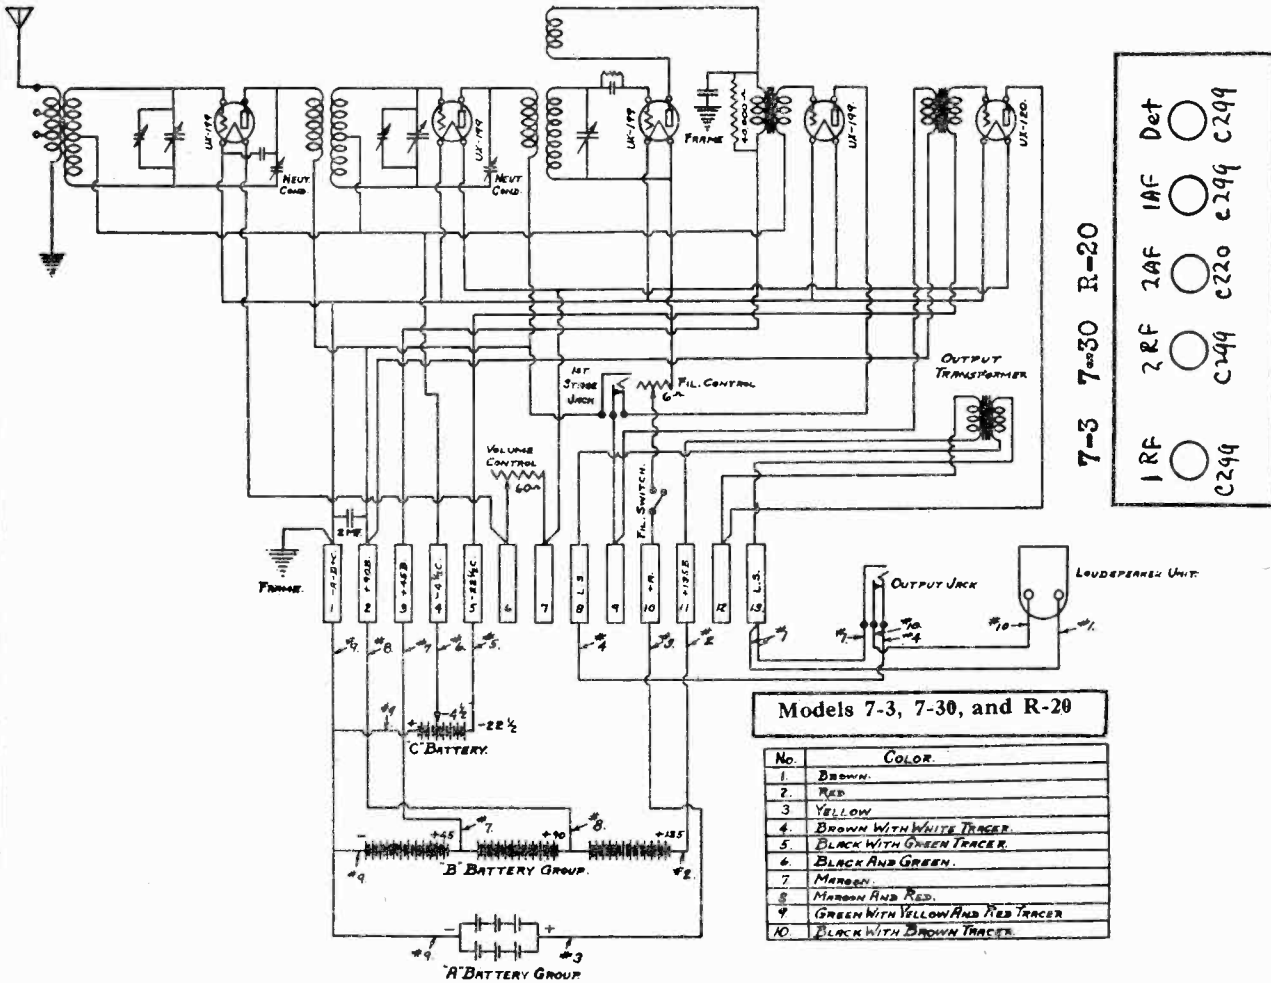 UX-199
NEUT
COND.
UX-199
NEUT
COND.
UX-199
FRAME
40,000 Ω
UX-199.
UX-120.
1ST
STAGE
JACK
FIL. CONTROL
6Ω
OUTPUT
TRANSFORMER
VOLUME
CONTROL
60Ω
FIL. SWITCH.
2 MF.
FRAME.
1 -A-B+C.
2 +90B.
3 +45B
4 -4½C.
5 -22½C.
6
7
8 L.S.
9
10 +A.
11 +135B
12
13 L.S.
OUTPUT JACK
LOUDSPEAKER UNIT.
#9.
#8.
#7
#6.
#5.
#4
#3.
#2
#1
#1
#10.
#4
#10
#1.
#9
+
-4½
-22½
"C" BATTERY.
-
+45
#7.
+90
#8.
+135
#9
"B" BATTERY GROUP.
#2.
-
+
#9.
#3
"A" BATTERY GROUP.
7-3 7-30 R-20
Det C299
1AF C299
2AF C220
2RF C299
1RF C299
Models 7-3, 7-30, and R-20
No. COLOR.
1. BROWN.
2. RED
3 YELLOW
4. BROWN WITH WHITE TRACER.
5. BLACK WITH GREEN TRACER.
6. BLACK AND GREEN.
7 MAROON.
8 MAROON AND RED.
9 GREEN WITH YELLOW AND RED TRACER
10. BLACK WITH BROWN TRACER.